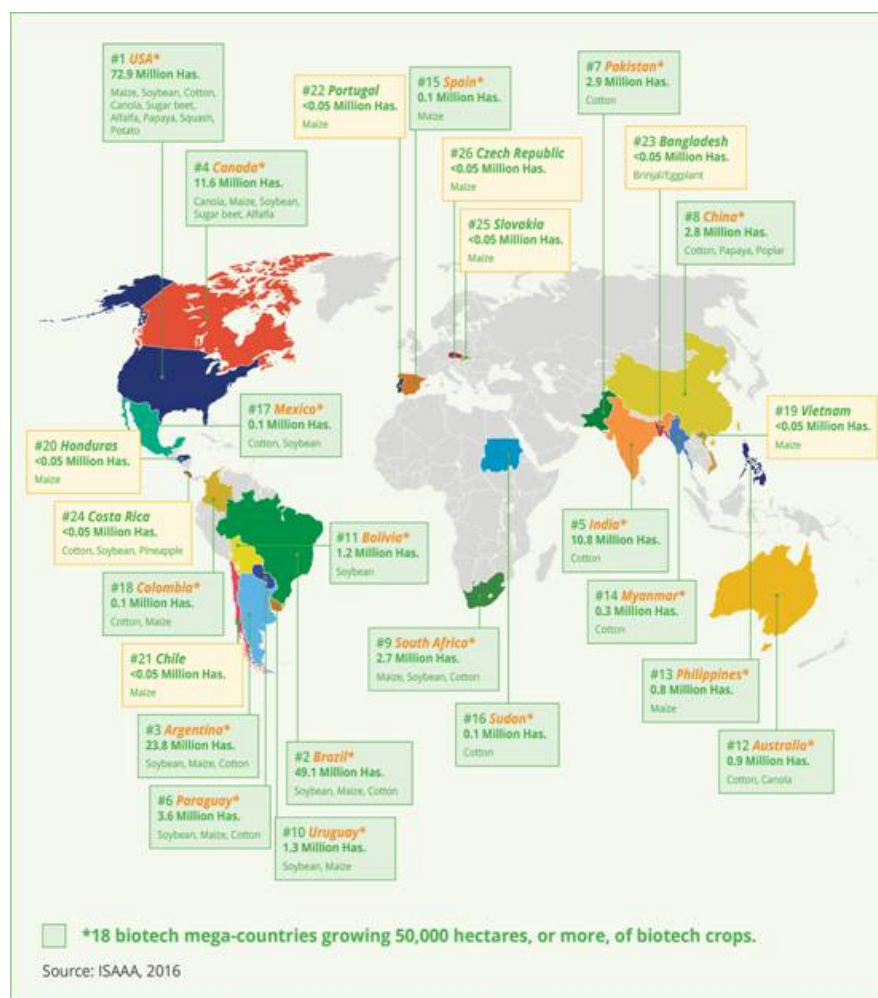 #1 USA*
72.9 Million Has.
Maize, Soybean, Cotton,
Canola, Sugar beet,
Alfalfa, Papaya, Squash,
Potato
#22 Portugal
<0.05 Million Has.
Maize
#15 Spain*
0.1 Million Has.
Maize
#7 Pakistan*
2.9 Million Has.
Cotton
#4 Canada*
11.6 Million Has.
Canola, Maize, Soybean,
Sugar beet, Alfalfa
#26 Czech Republic
<0.05 Million Has.
Maize
#23 Bangladesh
<0.05 Million Has.
Brinjal/Eggplant
#25 Slovakia
<0.05 Million Has.
Maize
#8 China*
2.8 Million Has.
Cotton, Papaya, Poplar
#17 Mexico*
0.1 Million Has.
Cotton, Soybean
#19 Vietnam
<0.05 Million Has.
Maize
#20 Honduras
<0.05 Million Has.
Maize
#24 Costa Rica
<0.05 Million Has.
Cotton, Soybean, Pineapple
#11 Bolivia*
1.2 Million Has.
Soybean
#5 India*
10.8 Million Has.
Cotton
#18 Colombia*
0.1 Million Has.
Cotton, Maize
#14 Myanmar*
0.3 Million Has.
Cotton
#9 South Africa*
2.7 Million Has.
Maize, Soybean, Cotton
#21 Chile
<0.05 Million Has.
Maize
#13 Philippines*
0.8 Million Has.
Maize
#3 Argentina*
23.8 Million Has.
Soybean, Maize, Cotton
#16 Sudan*
0.1 Million Has.
Cotton
#12 Australia*
0.9 Million Has.
Cotton, Canola
#2 Brazil*
49.1 Million Has.
Soybean, Maize, Cotton
#6 Paraguay*
3.6 Million Has.
Soybean, Maize, Cotton
#10 Uruguay*
1.3 Million Has.
Soybean, Maize
*18 biotech mega-countries growing 50,000 hectares, or more, of biotech crops.
Source: ISAAA, 2016